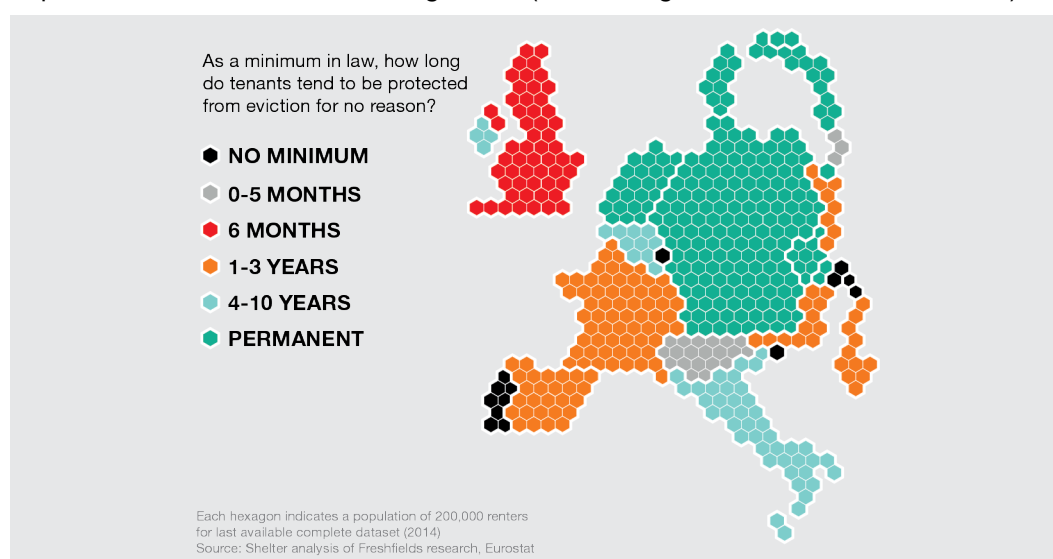 As a minimum in law, how long
do tenants tend to be protected
from eviction for no reason?
NO MINIMUM
0-5 MONTHS
6 MONTHS
1-3 YEARS
4-10 YEARS
PERMANENT
Each hexagon indicates a population of 200,000 renters
for last available complete dataset (2014)
Source: Shelter analysis of Freshfields research, Eurostat